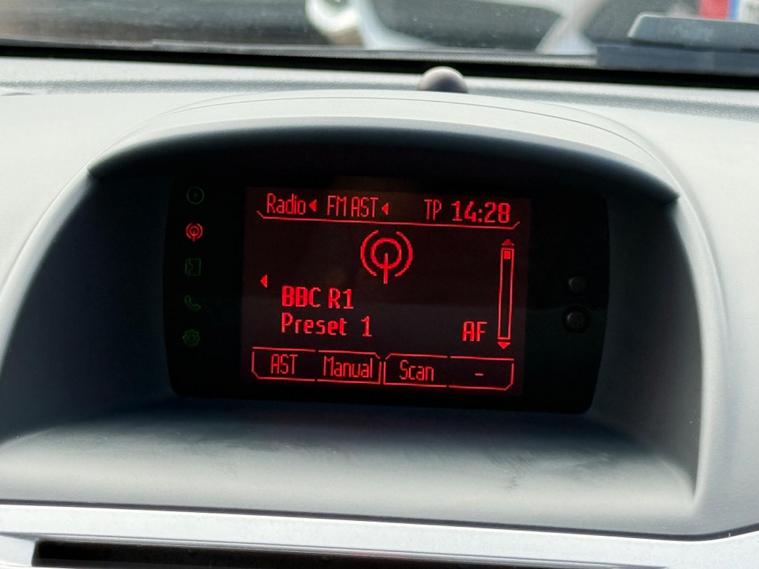 Radio FM AST TP 14:28
BBC R1
Preset 1 AF
AST Manual Scan -